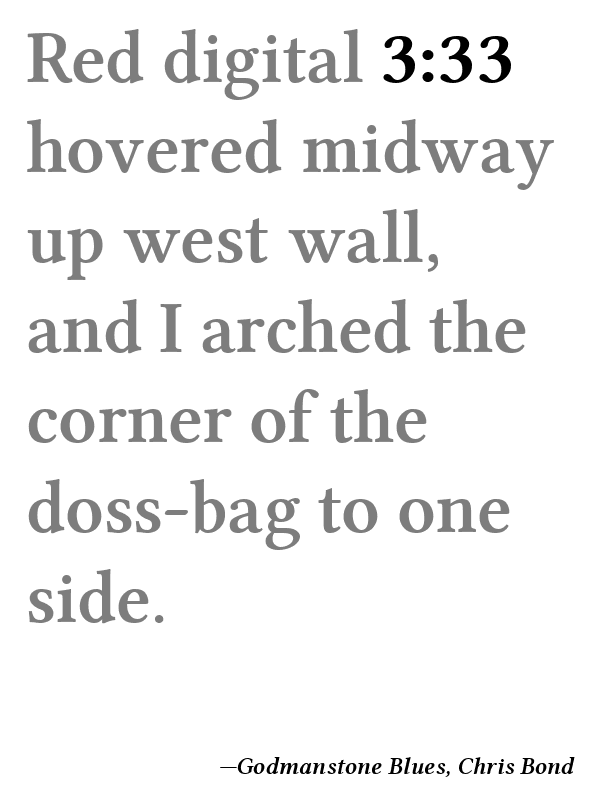 Red digital 3:33
hovered midway
up west wall,
and I arched the
corner of the
doss-bag to one
side.
—Godmanstone Blues, Chris Bond